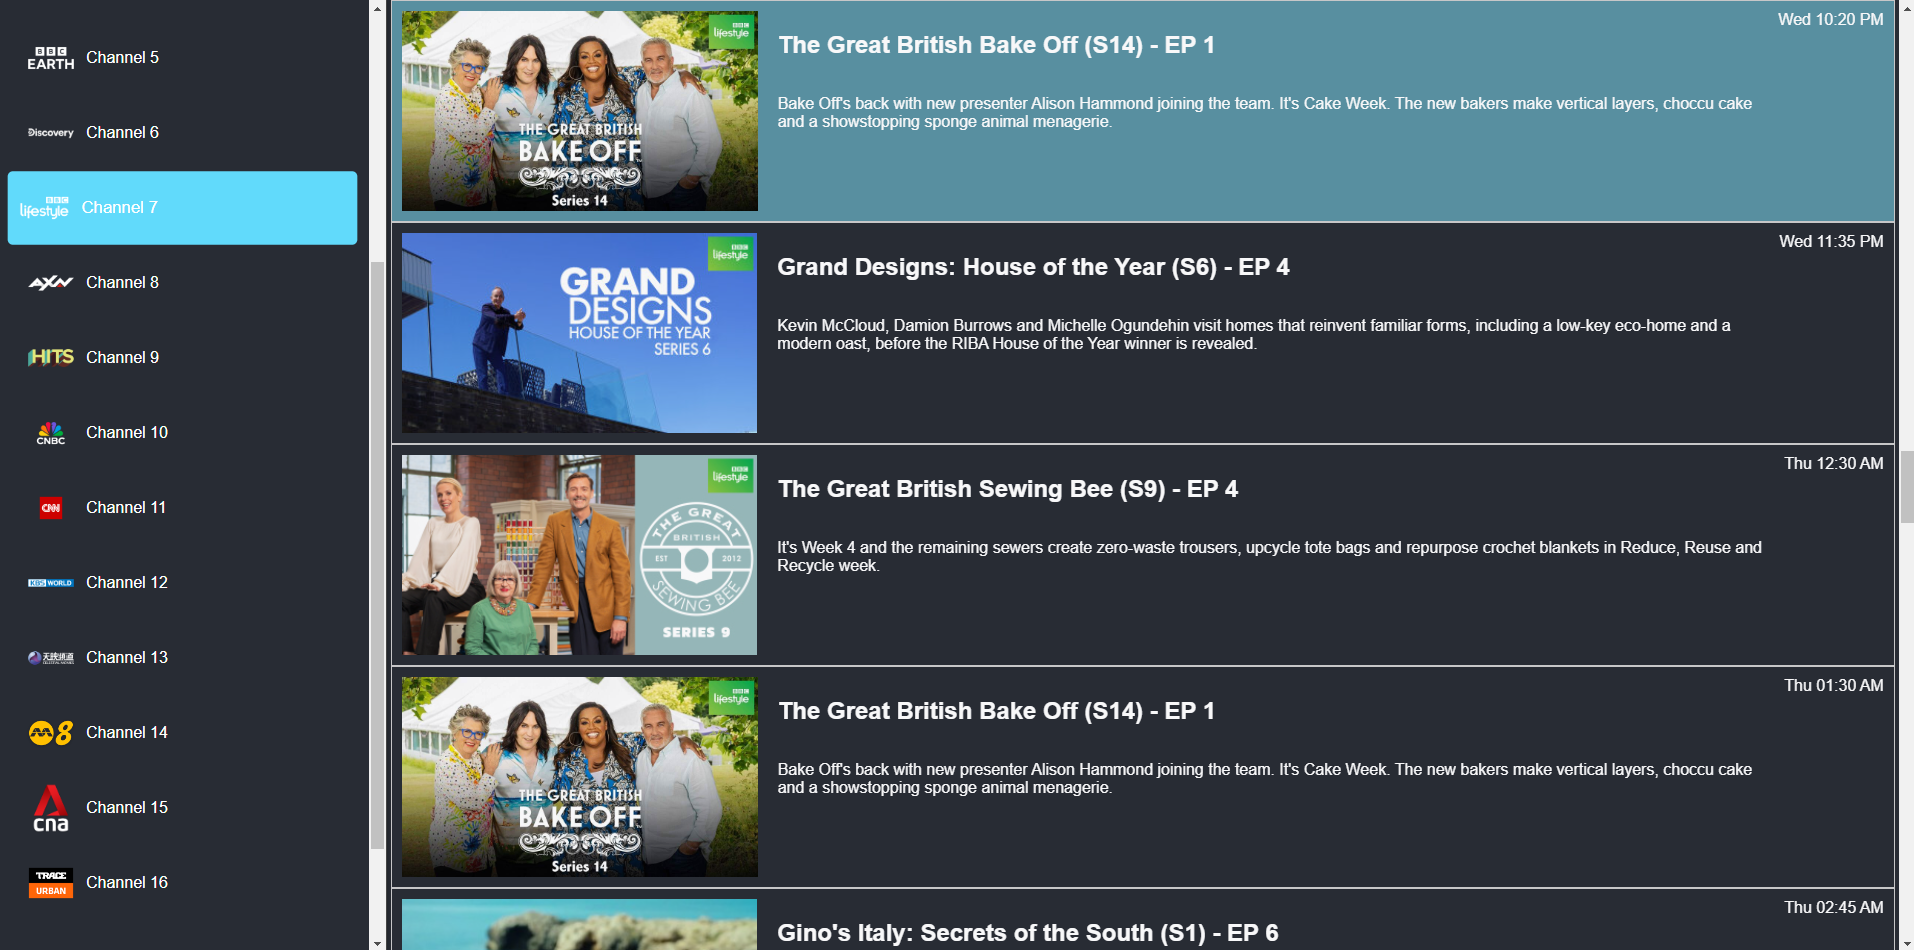 BBC
EARTH
Channel 5
Discovery
Channel 6
BBC
lifestyle
Channel 7
AXN
Channel 8
HITS
Channel 9
CNBC
Channel 10
CNN
Channel 11
KBS WORLD
Channel 12
天映频道
CELESTIAL MOVIES
Channel 13
8
Channel 14
cna
Channel 15
TRACE
URBAN
Channel 16
BBC
lifestyle
THE GREAT BRITISH
BAKE OFF
Series 14
Wed 10:20 PM
The Great British Bake Off (S14) - EP 1
Bake Off's back with new presenter Alison Hammond joining the team. It's Cake Week. The new bakers make vertical layers, choccu cake
and a showstopping sponge animal menagerie.
BBC
lifestyle
GRAND
DESIGNS
HOUSE OF THE YEAR
SERIES 6
Wed 11:35 PM
Grand Designs: House of the Year (S6) - EP 4
Kevin McCloud, Damion Burrows and Michelle Ogundehin visit homes that reinvent familiar forms, including a low-key eco-home and a
modern oast, before the RIBA House of the Year winner is revealed.
BBC
lifestyle
THE GREAT
BRITISH
EST 2012
SEWING BEE
SERIES 9
Thu 12:30 AM
The Great British Sewing Bee (S9) - EP 4
It's Week 4 and the remaining sewers create zero-waste trousers, upcycle tote bags and repurpose crochet blankets in Reduce, Reuse and
Recycle week.
BBC
lifestyle
THE GREAT BRITISH
BAKE OFF
Series 14
Thu 01:30 AM
The Great British Bake Off (S14) - EP 1
Bake Off's back with new presenter Alison Hammond joining the team. It's Cake Week. The new bakers make vertical layers, choccu cake
and a showstopping sponge animal menagerie.
Thu 02:45 AM
Gino's Italy: Secrets of the South (S1) - EP 6